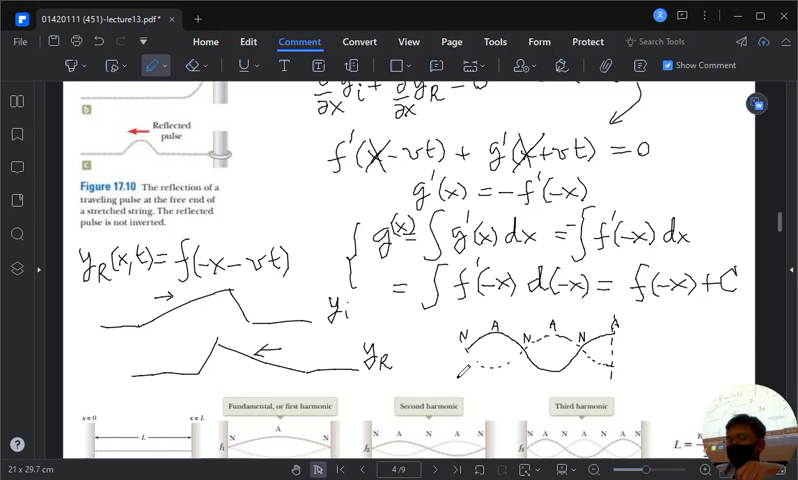 01420111 (451)-lecture13.pdf *
File
Home
Edit
Comment
Convert
View
Page
Tools
Form
Protect
Search Tools
Show Comment
b
Reflected
pulse
c
Figure 17.10 The reflection of a
traveling pulse at the free end of
a stretched string. The reflected
pulse is not inverted.
f'(x-vt) + g'(x+vt) = 0
g'(x) = -f'(-x)
g(x) = ∫ g'(x) dx = -∫ f'(-x) dx
= ∫ f'(-x) d(-x) = f(-x) + C
y_R(x,t) = f(-x-vt)
y_i
y_R
N A N A N A
x = 0
x = L
L
Fundamental, or first harmonic
N A N
f₁
Second harmonic
N A N A N
f₂
Third harmonic
N A N A N A N
f₃
L =
21 x 29.7 cm
4 / 9